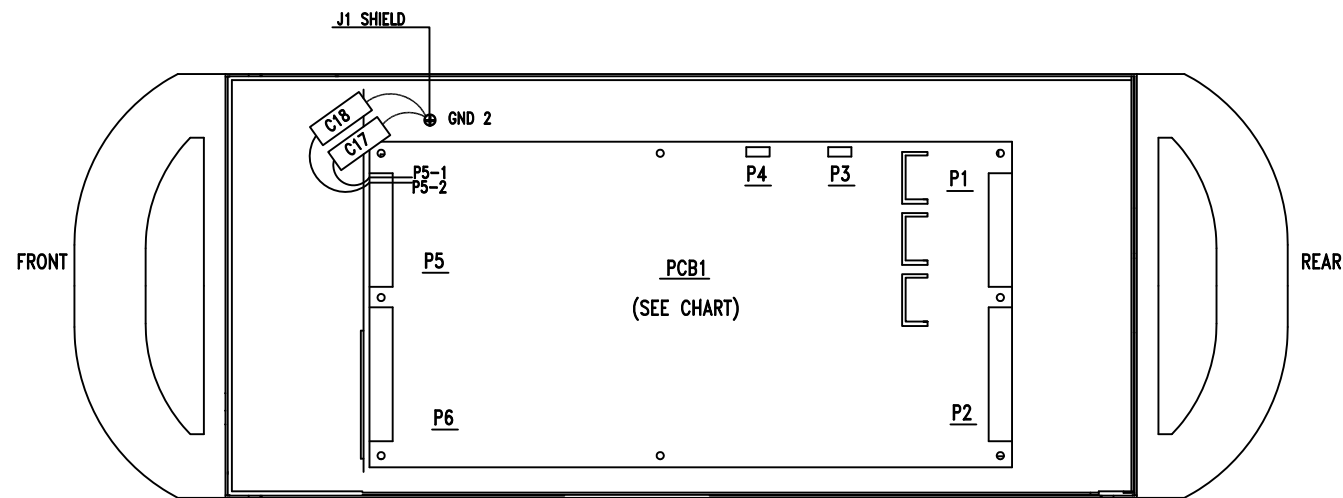 J1 SHIELD
C18
C17
GND 2
P5-1
P5-2
P4
P3
P1
FRONT
P5
PCB1
REAR
(SEE CHART)
P6
P2